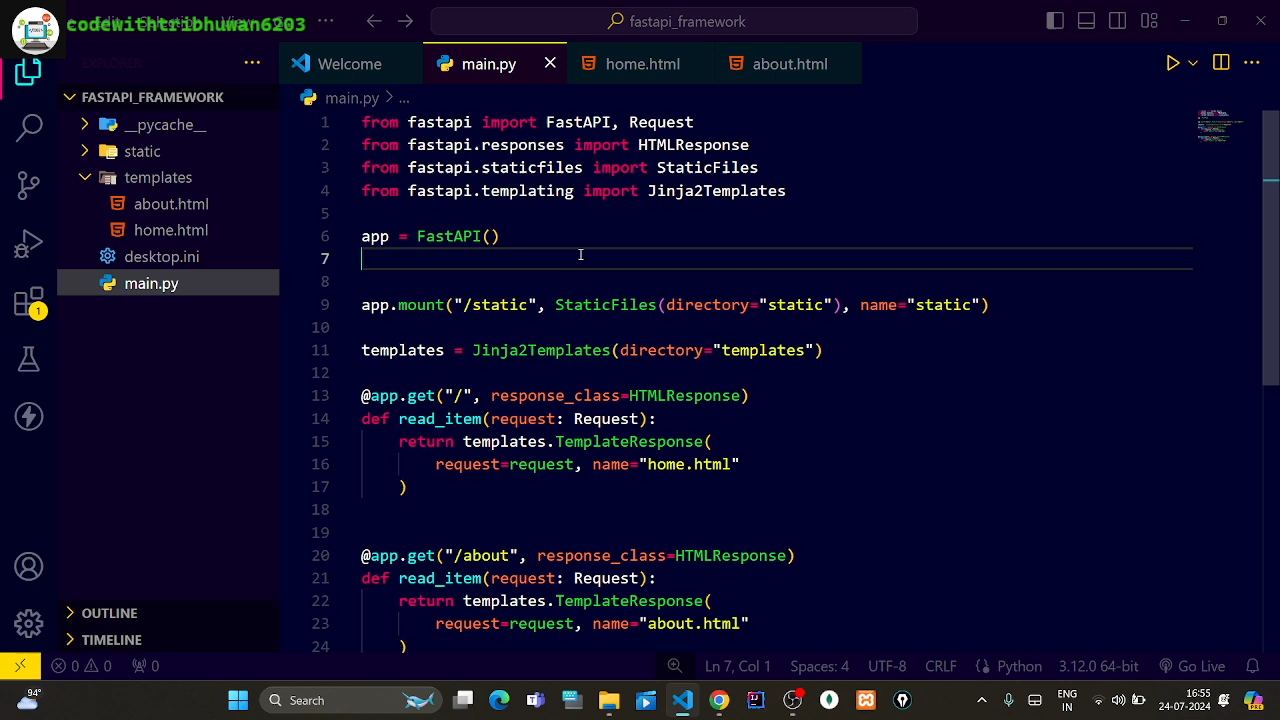 codewithtribhuwan6203
fastapi_framework
EXPLORER
Welcome
main.py
home.html
about.html
FASTAPI_FRAMEWORK
__pycache__
static
templates
about.html
home.html
desktop.ini
main.py
OUTLINE
TIMELINE
main.py > ...
1 from fastapi import FastAPI, Request
2 from fastapi.responses import HTMLResponse
3 from fastapi.staticfiles import StaticFiles
4 from fastapi.templating import Jinja2Templates
5
6 app = FastAPI()
7
8
9 app.mount("/static", StaticFiles(directory="static"), name="static")
10
11 templates = Jinja2Templates(directory="templates")
12
13 @app.get("/", response_class=HTMLResponse)
14 def read_item(request: Request):
15 return templates.TemplateResponse(
16 request=request, name="home.html"
17 )
18
19
20 @app.get("/about", response_class=HTMLResponse)
21 def read_item(request: Request):
22 return templates.TemplateResponse(
23 request=request, name="about.html"
24 )
1
0 0 0 Ln 7, Col 1 Spaces: 4 UTF-8 CRLF Python 3.12.0 64-bit Go Live
94° Search ENG IN 16:55 24-07-2024